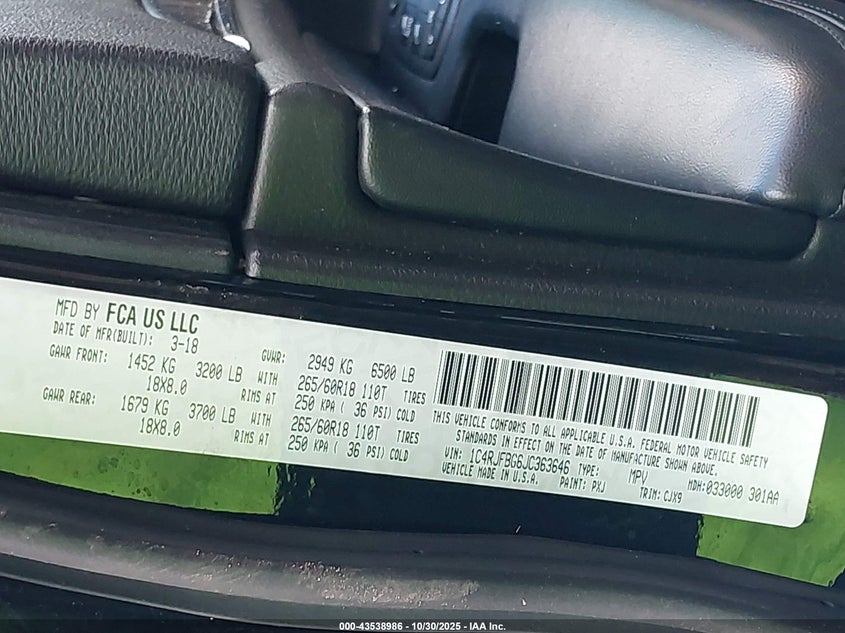 MFD BY FCA US LLC
DATE OF MFR(BUILT): 3-18
GVWR: 2949 KG 6500 LB
GAWR FRONT: 1452 KG 3200 LB WITH 265/60R18 110T TIRES
18X8.0 RIMS AT 250 KPA ( 36 PSI) COLD
GAWR REAR: 1679 KG 3700 LB WITH 265/60R18 110T TIRES
18X8.0 RIMS AT 250 KPA ( 36 PSI) COLD
THIS VEHICLE CONFORMS TO ALL APPLICABLE U.S.A. FEDERAL MOTOR VEHICLE SAFETY
STANDARDS IN EFFECT ON THE DATE OF MANUFACTURE SHOWN ABOVE.
VIN: 1C4RJFBG6JC363646 TYPE: MPV MDH:033000 301AA
VEHICLE MADE IN U.S.A. PAINT: PXJ TRIM: CJX9
000-43538986 - 10/30/2025 - IAA Inc.